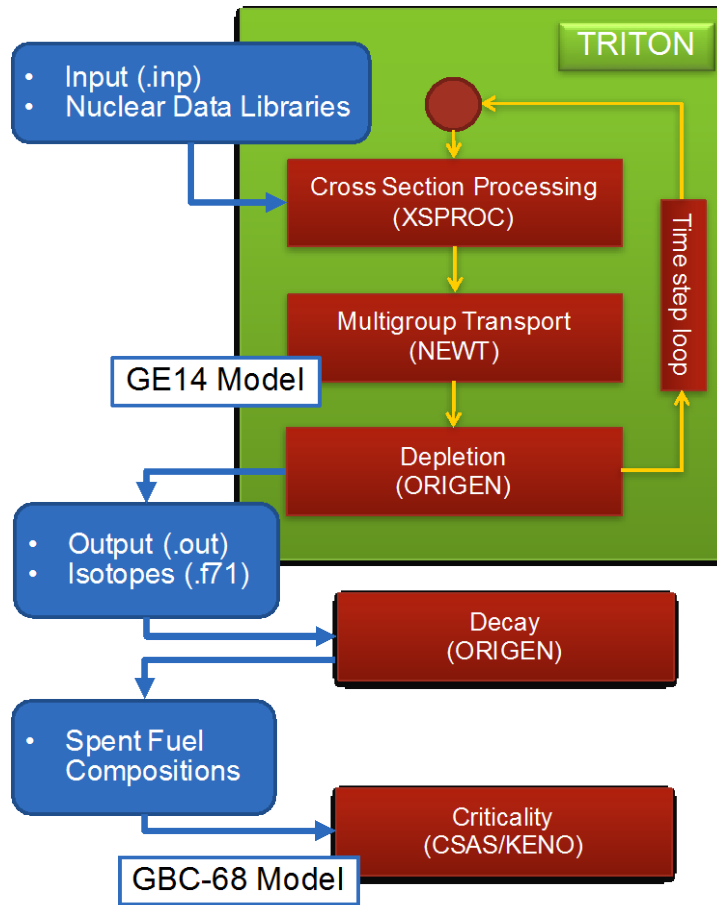 TRITON
• Input (.inp)
• Nuclear Data Libraries
Cross Section Processing
(XSPROC)
Time step loop
Multigroup Transport
(NEWT)
GE14 Model
Depletion
(ORIGEN)
• Output (.out)
• Isotopes (.f71)
Decay
(ORIGEN)
• Spent Fuel
Compositions
Criticality
(CSAS/KENO)
GBC-68 Model